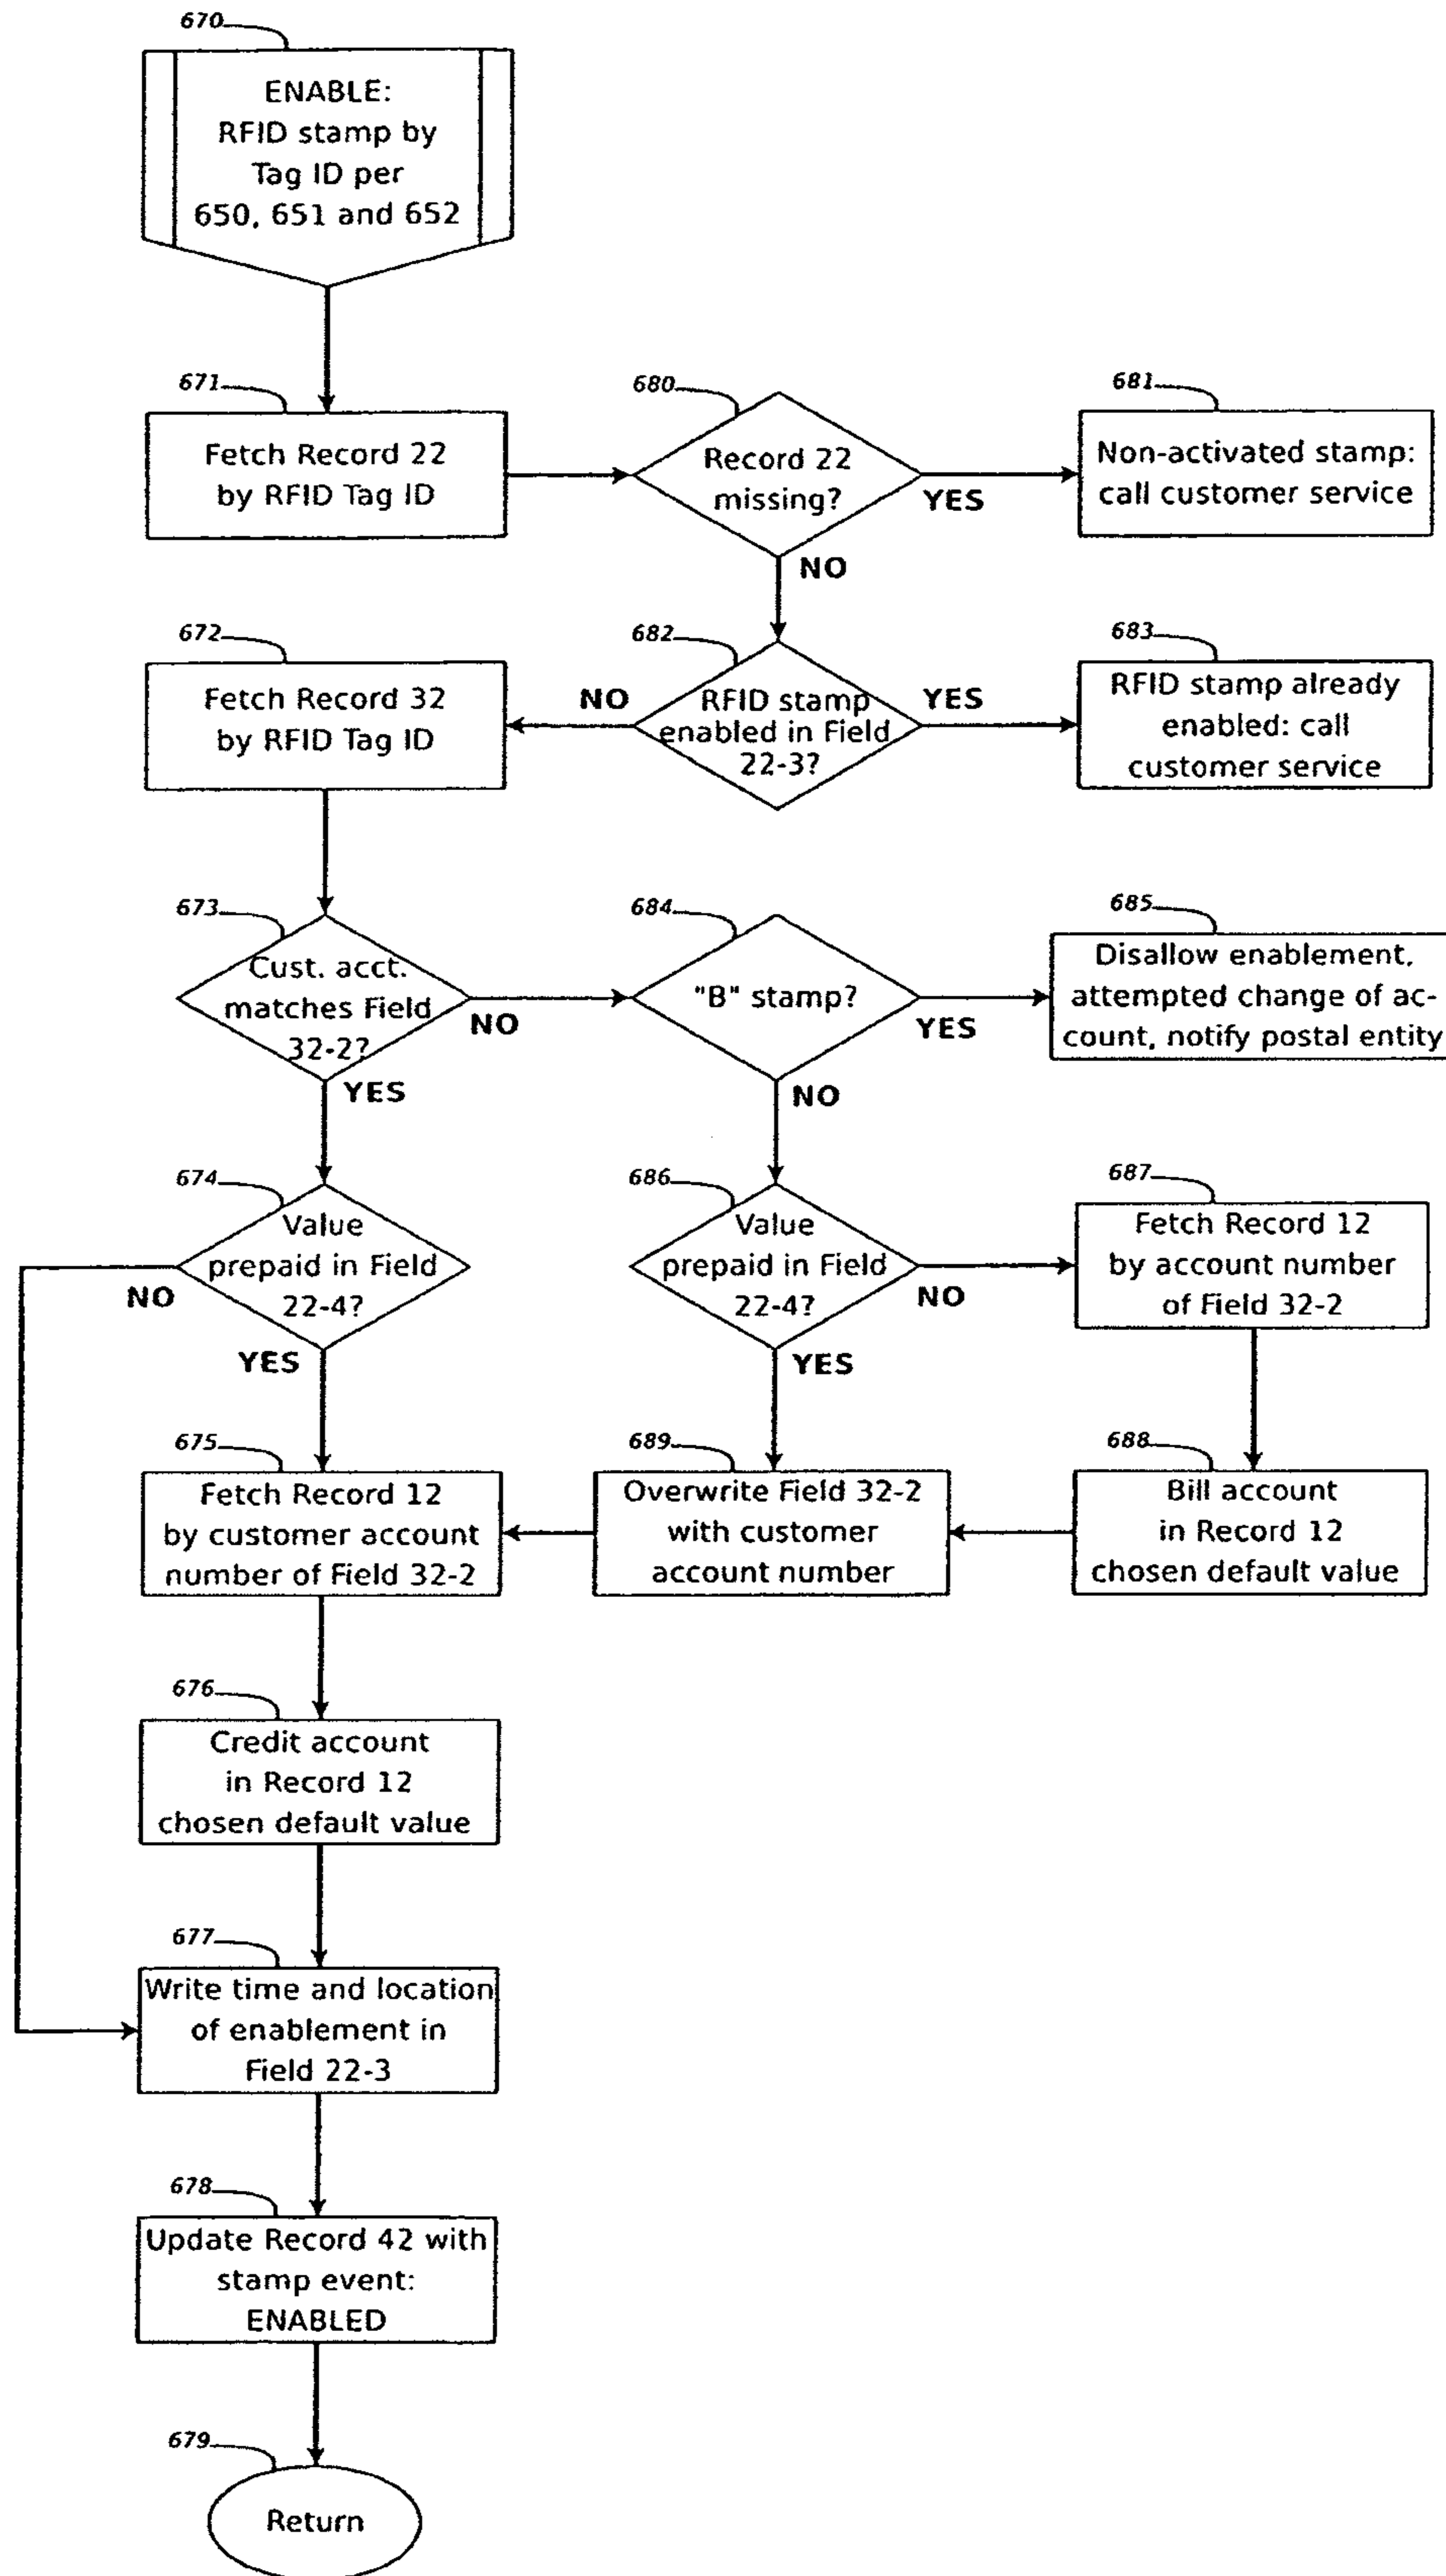 670
ENABLE:
RFID stamp by
Tag ID per
650, 651 and 652
671
Fetch Record 22
by RFID Tag ID
680
Record 22
missing?
YES
NO
681
Non-activated stamp:
call customer service
672
Fetch Record 32
by RFID Tag ID
682
RFID stamp
enabled in Field
22-3?
NO
YES
683
RFID stamp already
enabled: call
customer service
673
Cust. acct.
matches Field
32-2?
NO
YES
684
"B" stamp?
YES
NO
685
Disallow enablement,
attempted change of ac-
count, notify postal entity
674
Value
prepaid in Field
22-4?
NO
YES
686
Value
prepaid in Field
22-4?
NO
YES
687
Fetch Record 12
by account number
of Field 32-2
675
Fetch Record 12
by customer account
number of Field 32-2
689
Overwrite Field 32-2
with customer
account number
688
Bill account
in Record 12
chosen default value
676
Credit account
in Record 12
chosen default value
677
Write time and location
of enablement in
Field 22-3
678
Update Record 42 with
stamp event:
ENABLED
679
Return